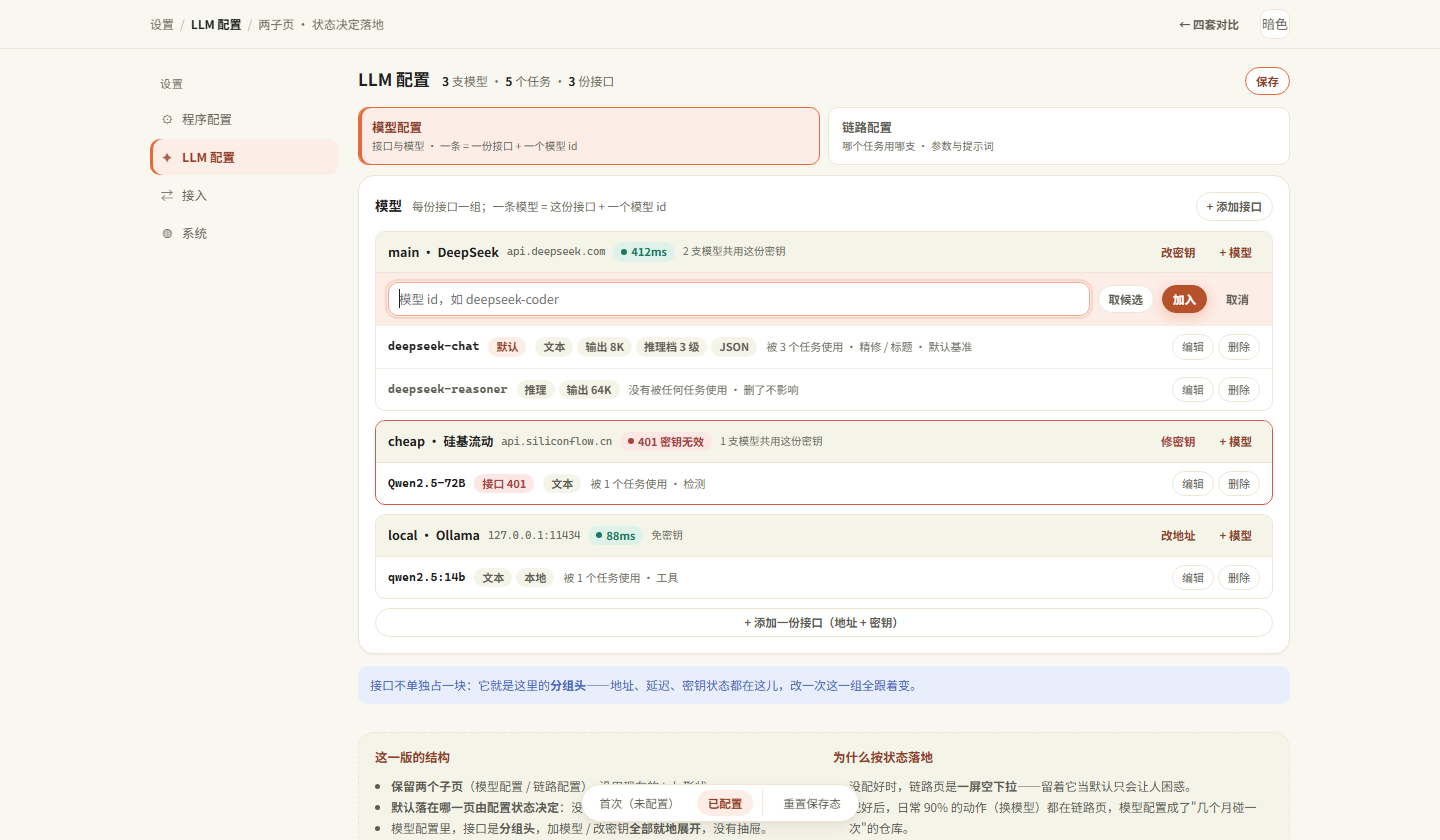 设置 / LLM 配置 / 两子页 · 状态决定落地
← 四套对比
暗色
设置
程序配置
LLM 配置
接入
系统
LLM 配置 3 支模型 · 5 个任务 · 3 份接口
保存
模型配置
接口与模型 · 一条 = 一份接口 + 一个模型 id
链路配置
哪个任务用哪支 · 参数与提示词
模型 每份接口一组；一条模型 = 这份接口 + 一个模型 id
+ 添加接口
main · DeepSeek api.deepseek.com 412ms 2 支模型共用这份密钥 改密钥 + 模型
模型 id，如 deepseek-coder 取候选 加入 取消
deepseek-chat 默认 文本 输出 8K 推理档 3 级 JSON 被 3 个任务使用 · 精修 / 标题 · 默认基准 编辑 删除
deepseek-reasoner 推理 输出 64K 没有被任何任务使用 · 删了不影响 编辑 删除
cheap · 硅基流动 api.siliconflow.cn 401 密钥无效 1 支模型共用这份密钥 修密钥 + 模型
Qwen2.5-72B 接口 401 文本 被 1 个任务使用 · 检测 编辑 删除
local · Ollama 127.0.0.1:11434 88ms 免密钥 改地址 + 模型
qwen2.5:14b 文本 本地 被 1 个任务使用 · 工具 编辑 删除
+ 添加一份接口（地址 + 密钥）
接口不单独占一块：它就是这里的分组头——地址、延迟、密钥状态都在这儿，改一次这一组全跟着变。
这一版的结构
保留两个子页（模型配置 / 链路配置）
默认落在哪一页由配置状态决定：没
模型配置里，接口是分组头，加模型 / 改密钥全部就地展开，没有抽屉。
为什么按状态落地
没配好时，链路页是一屏空下拉——留着它当默认只会让人困惑。
好后，日常 90% 的动作（换模型）都在链路页，模型配置成了"几个月碰一
次"的仓库。
首次（未配置） 已配置 重置保存态